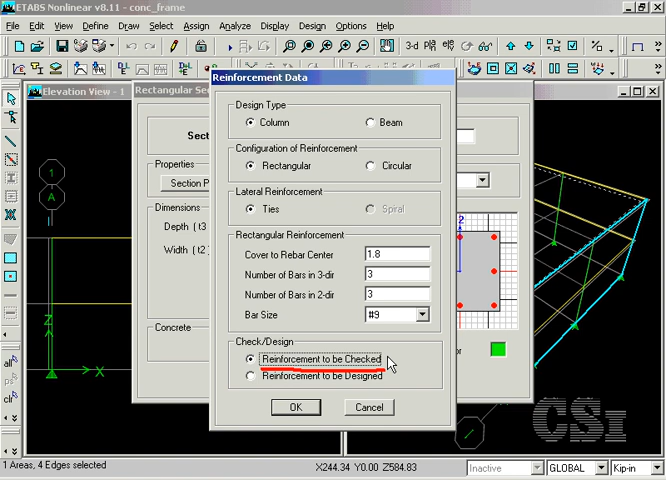 ETABS Nonlinear v8.11 - conc_frame
File Edit View Define Draw Select Assign Analyze Display Design Options Help
3-d
Elevation View - 1
Rectangular Sec
Reinforcement Data
Design Type
Column Beam
Configuration of Reinforcement
Rectangular Circular
Lateral Reinforcement
Ties Spiral
Rectangular Reinforcement
Cover to Rebar Center 1.8
Number of Bars in 3-dir 3
Number of Bars in 2-dir 3
Bar Size #9
Check/Design
Reinforcement to be Checked
Reinforcement to be Designed
OK Cancel
Sect
Properties
Section P
Dimensions
Depth ( t3
Width ( t2 )
Concrete
2
or
1
A
Z
X
all
ps
clr
CSi
1 Areas, 4 Edges selected
X244.34 Y0.00 Z584.83
Inactive
GLOBAL
Kip-in